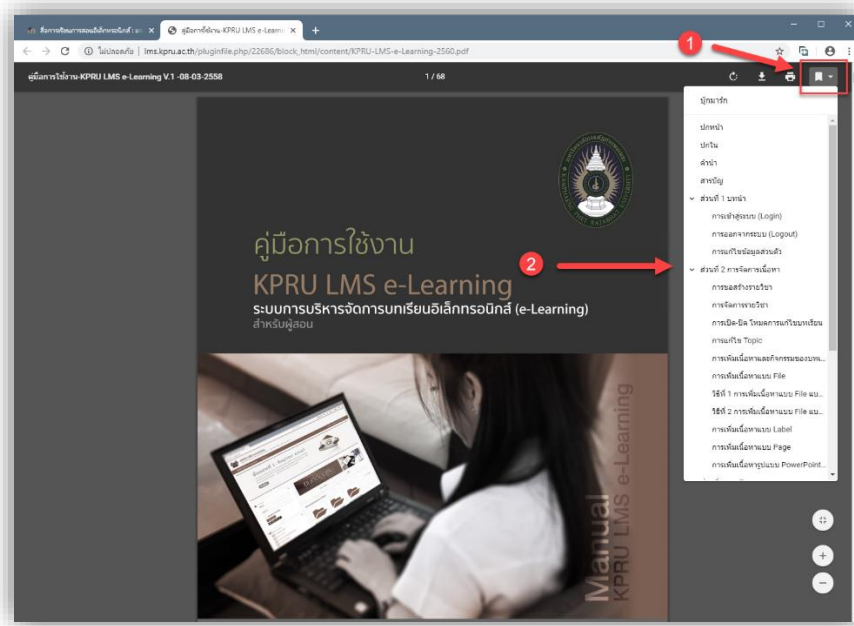 สื่อการเรียนการสอนอิเล็กทรอนิกส์ | มห
คู่มือการใช้งาน-KPRU LMS e-Learni
ไม่ปลอดภัย | lms.kpru.ac.th/pluginfile.php/22686/block_html/content/KPRU-LMS-e-Learning-2560.pdf
1
คู่มือการใช้งาน-KPRU LMS e-Learning V.1 -08-03-2558
1 / 68
บุ๊กมาร์ก
ปกหน้า
ปกใน
คำนำ
สารบัญ
ส่วนที่ 1 บทนำ
การเข้าสู่ระบบ (Login)
การออกจากระบบ (Logout)
การแก้ไขข้อมูลส่วนตัว
2
ส่วนที่ 2 การจัดการเนื้อหา
การขอสร้างรายวิชา
การจัดการรายวิชา
การเปิด-ปิด โหมดการแก้ไขบทเรียน
การแก้ไข Topic
การเพิ่มเนื้อหาและกิจกรรมของบทเ...
การเพิ่มเนื้อหาแบบ File
วิธีที่ 1 การเพิ่มเนื้อหาแบบ File แบ...
วิธีที่ 2 การเพิ่มเนื้อหาแบบ File แบ...
การเพิ่มเนื้อหาแบบ Label
การเพิ่มเนื้อหาแบบ Page
การเพิ่มเนื้อหารูปแบบ PowerPoint...
คู่มือการใช้งาน
KPRU LMS e-Learning
ระบบการบริหารจัดการบทเรียนอิเล็กทรอนิกส์ (e-Learning)
สำหรับผู้สอน
Manual
KPRU LMS e-Learning